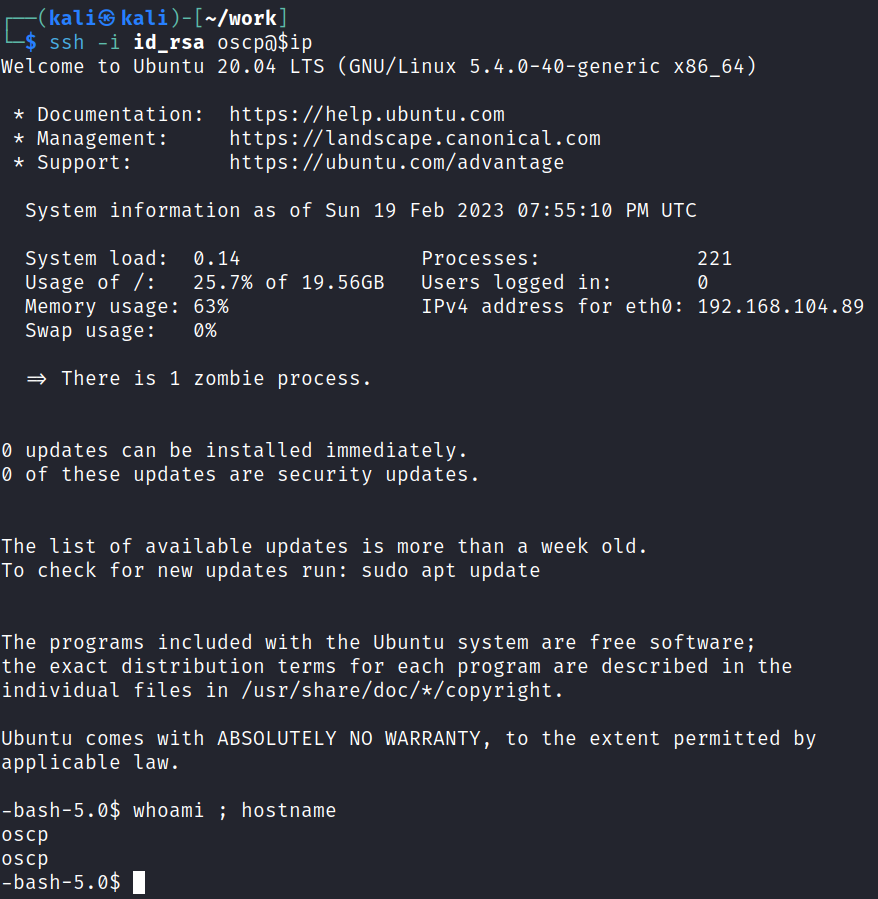 ┌──(kali㉿kali)-[~/work]
└─$ ssh -i id_rsa oscp@$ip
Welcome to Ubuntu 20.04 LTS (GNU/Linux 5.4.0-40-generic x86_64)
* Documentation:  https://help.ubuntu.com
* Management:     https://landscape.canonical.com
* Support:        https://ubuntu.com/advantage
System information as of Sun 19 Feb 2023 07:55:10 PM UTC
System load:  0.14               Processes:             221
Usage of /:   25.7% of 19.56GB   Users logged in:       0
Memory usage: 63%                IPv4 address for eth0: 192.168.104.89
Swap usage:   0%
=> There is 1 zombie process.
0 updates can be installed immediately.
0 of these updates are security updates.
The list of available updates is more than a week old.
To check for new updates run: sudo apt update
The programs included with the Ubuntu system are free software;
the exact distribution terms for each program are described in the
individual files in /usr/share/doc/*/copyright.
Ubuntu comes with ABSOLUTELY NO WARRANTY, to the extent permitted by
applicable law.
-bash-5.0$ whoami ; hostname
oscp
oscp
-bash-5.0$